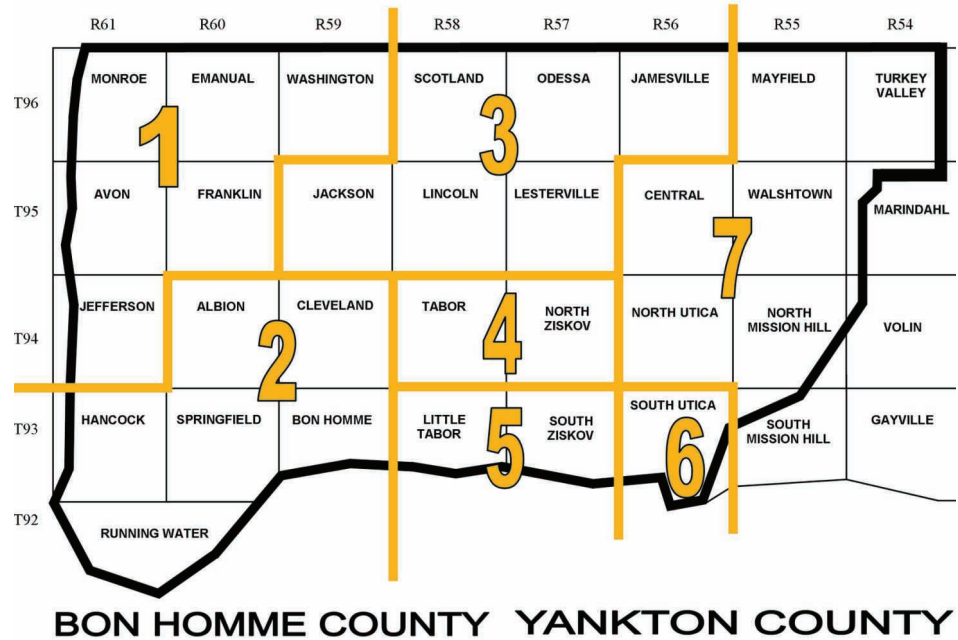 R61 R60 R59 R58 R57 R56 R55 R54
T96
MONROE EMANUAL WASHINGTON SCOTLAND ODESSA JAMESVILLE MAYFIELD TURKEY
VALLEY
1 3
T95
AVON FRANKLIN JACKSON LINCOLN LESTERVILLE CENTRAL WALSHTOWN MARINDAHL
7
T94
JEFFERSON ALBION CLEVELAND TABOR NORTH
ZISKOV NORTH UTICA NORTH
MISSION HILL VOLIN
2 4
T93
HANCOCK SPRINGFIELD BON HOMME LITTLE
TABOR SOUTH
ZISKOV SOUTH UTICA SOUTH
MISSION HILL GAYVILLE
5 6
T92
RUNNING WATER
BON HOMME COUNTY YANKTON COUNTY